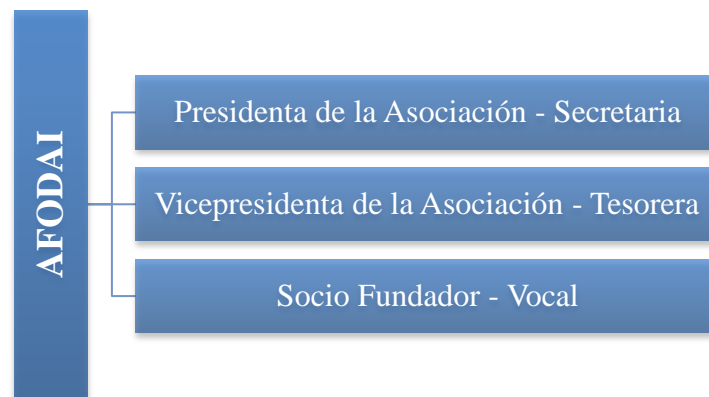 AFODAI
Presidenta de la Asociación - Secretaria
Vicepresidenta de la Asociación - Tesorera
Socio Fundador - Vocal